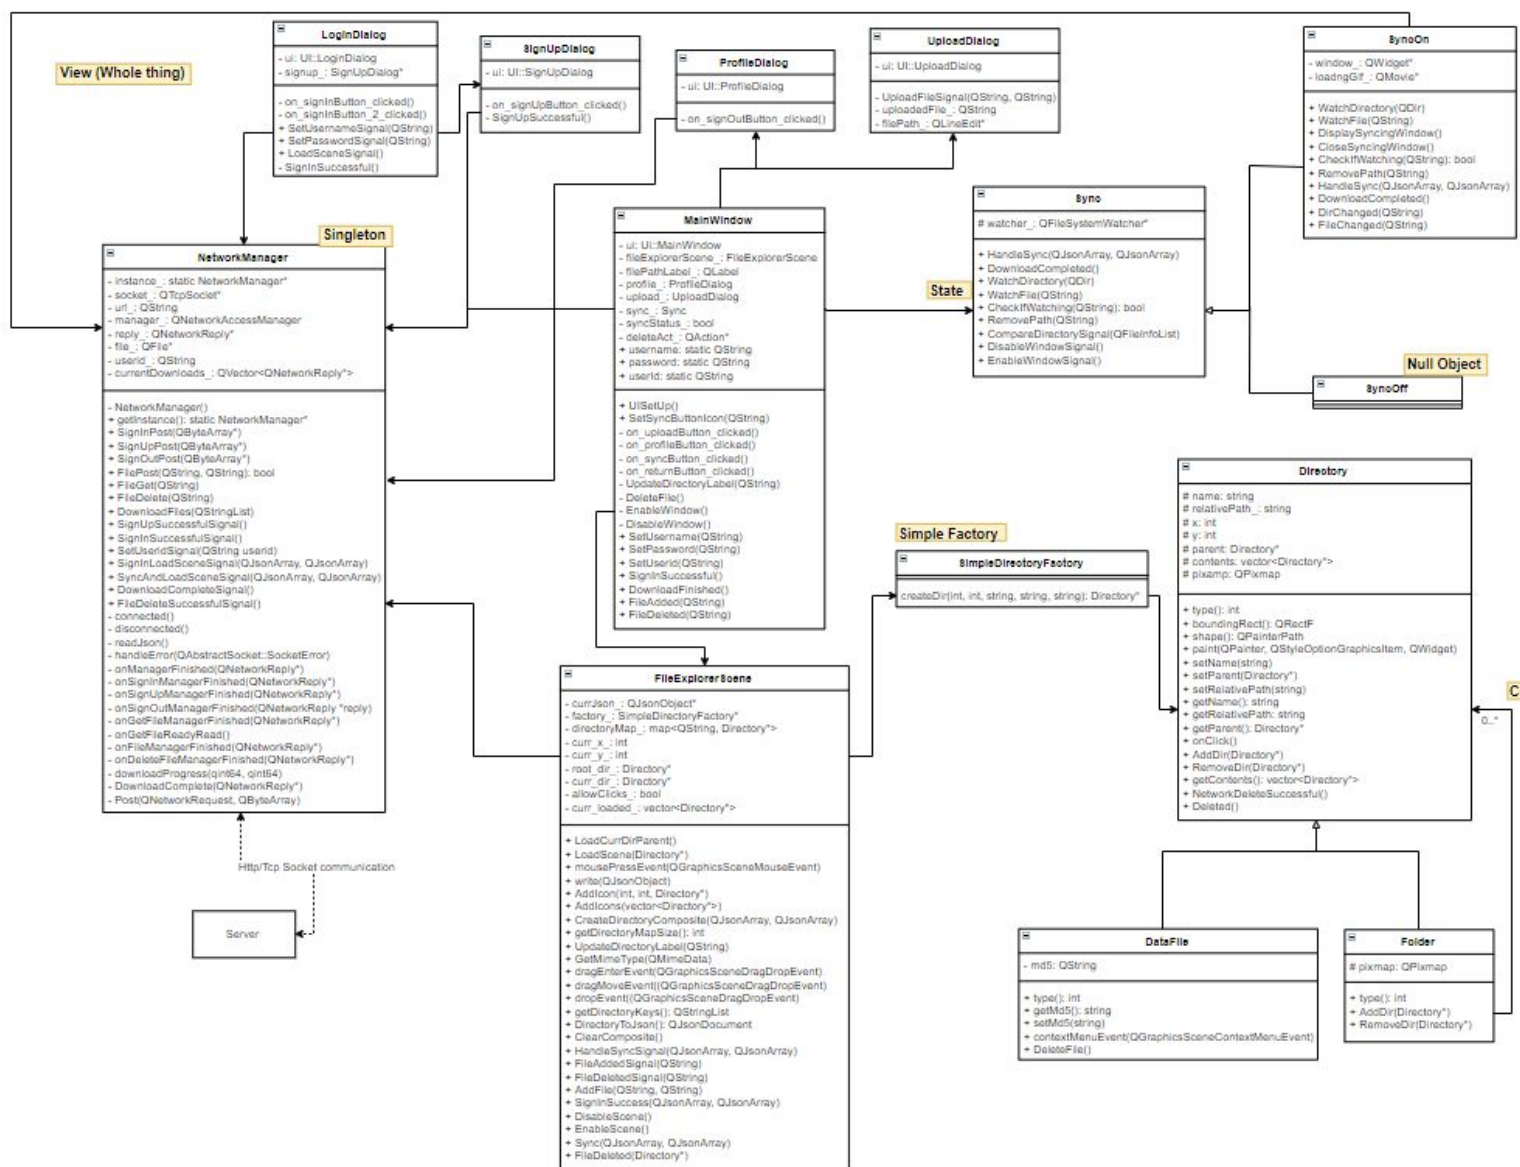 View (Whole thing)
LoginDialog
- ui: UI::LoginDialog
- signup_: SignUpDialog*
- on_signInButton_clicked()
- on_signInButton_2_clicked()
+ SetUsernameSignal(QString)
+ SetPasswordSignal(QString)
+ LoadSceneSignal()
- SignInSuccessful()
SignUpDialog
- ui: UI::SignUpDialog
- on_signUpButton_clicked()
- SignUpSuccessful()
ProfileDialog
- ui: UI::ProfileDialog
- on_signOutButton_clicked()
UploadDialog
- ui: UI::UploadDialog
- UploadFileSignal(QString, QString)
- uploadedFile_: QString
- filePath_: QLineEdit*
SyncOn
- window_: QWidget*
- loadngGif_: QMovie*
+ WatchDirectory(QDir)
+ WatchFile(QString)
+ DisplaySyncingWindow()
+ CloseSyncingWindow()
+ CheckIfWatching(QString): bool
+ RemovePath(QString)
+ HandleSync(QJsonArray, QJsonArray)
+ DownloadCompleted()
+ DirChanged(QString)
+ FileChanged(QString)
Singleton
NetworkManager
- instance_: static NetworkManager*
- socket_: QTcpSoclet*
- url_: QString
- manager_: QNetworkAccessManager
- reply_: QNetworkReply*
- file_: QFile*
- userid_: QString
- currentDownloads_: QVector<QNetworkReply*>
- NetworkManager()
+ getInstance(): static NetworkManager*
+ SignInPost(QByteArray*)
+ SignUpPost(QByteArray*)
+ SignOutPost(QByteArray*)
+ FilePost(QString, QString): bool
+ FileGet(QString)
+ FileDelete(QString)
+ DownloadFiles(QStringList)
+ SignUpSuccessfulSignal()
+ SignInSuccessfulSignal()
+ SetUseridSignal(QString userid)
+ SignInLoadSceneSignal(QJsonArray, QJsonArray)
+ SyncAndLoadSceneSignal(QJsonArray, QJsonArray)
+ DownloadCompleteSignal()
+ FileDeleteSuccessfulSignal()
- connected()
- disconnected()
- readJson()
- handleError(QAbstractSocket::SocketError)
- onManagerFinished(QNetworkReply*)
- onSignInManagerFinished(QNetworkReply*)
- onSignUpManagerFinished(QNetworkReply*)
- onSignOutManagerFinished(QNetworkReply *reply)
- onGetFileManagerFinished(QNetworkReply*)
- onGetFileReadyRead()
- onFileManagerFinished(QNetworkReply*)
- onDeleteFileManagerFinished(QNetworkReply*)
- downloadProgress(qint64, qint64)
- DownloadComplete(QNetworkReply*)
- Post(QNetworkRequest, QByteArray)
Http/Tcp Socket communication
Server
MainWindow
- ui: UI::MainWindow
- fileExplorerScene_: FileExplorerScene
- filePathLabel_: QLabel
- profile_: ProfileDialog
- upload_: UploadDialog
- sync_: Sync
- syncStatus_: bool
- deleteAct_: QAction*
+ username: static QString
+ password: static QString
+ userid: static QString
+ UISetUp()
+ SetSyncButtonIcon(QString)
- on_uploadButton_clicked()
- on_profileButton_clicked()
- on_syncButton_clicked()
- on_returnButton_clicked()
- UpdateDirectoryLabel(QString)
- DeleteFile()
- EnableWindow()
- DisableWindow()
+ SetUsername(QString)
+ SetPassword(QString)
+ SetUserid(QString)
+ SignInSuccessful()
+ DownloadFinished()
+ FileAdded(QString)
+ FileDeleted(QString)
State
Sync
# watcher_: QFileSystemWatcher*
+ HandleSync(QJsonArray, QJsonArray)
+ DownloadCompleted()
+ WatchDirectory(QDir)
+ WatchFile(QString)
+ CheckIfWatching(QString): bool
+ RemovePath(QString)
+ CompareDirectorySignal(QFileInfoList)
+ DisableWindowSignal()
+ EnableWindowSignal()
Null Object
SyncOff
Simple Factory
SimpleDirectoryFactory
createDir(int, int, string, string, string): Directory*
Directory
# name: string
# relativePath_: string
# x: int
# y: int
# parent: Directory*
# contents: vector<Directory*>
# pixamp: QPixmap
+ type(): int
+ boundingRect(): QRectF
+ shape(): QPainterPath
+ paint(QPainter, QStyleOptionGraphicsItem, QWidget)
+ setName(string)
+ setParent(Directory*)
+ setRelativePath(string)
+ getName(): string
+ getRelativePath: string
+ getParent(): Directory*
+ onClick()
+ AddDir(Directory*)
+ RemoveDir(Directory*)
+ getContents(): vector<Directory*>
+ NetworkDeleteSuccessful()
+ Deleted()
C
0..*
FileExplorerScene
- currJson_: QJsonObject*
- factory_: SimpleDirectoryFactory*
- directoryMap_: map<QString, Directory*>
- curr_x_: int
- curr_y_: int
- root_dir_: Directory*
- curr_dir_: Directory*
- allowClicks_: bool
- curr_loaded_: vector<Directory*>
+ LoadCurrDirParent()
+ LoadScene(Directory*)
+ mousePressEvent(QGraphicsSceneMouseEvent)
+ write(QJsonObject)
+ AddIcon(int, int, Directory*)
+ AddIcons(vector<Directory*>)
+ CreateDirectoryComposite(QJsonArray, QJsonArray)
+ getDirectoryMapSize(): int
+ UpdateDirectoryLabel(QString)
+ GetMimeType(QMimeData)
+ dragEnterEvent(QGraphicsSceneDragDropEvent)
+ dragMoveEvent((QGraphicsSceneDragDropEvent)
+ dropEvent((QGraphicsSceneDragDropEvent)
+ getDirectoryKeys(): QStringList
+ DirectoryToJson(): QJsonDocument
+ ClearComposite()
+ HandleSyncSignal(QJsonArray, QJsonArray)
+ FileAddedSignal(QString)
+ FileDeletedSignal(QString)
+ AddFile(QString, QString)
+ SignInSuccess(QJsonArray, QJsonArray)
+ DisableScene()
+ EnableScene()
+ Sync(QJsonArray, QJsonArray)
+ FileDeleted(Directory*)
DataFile
- md5: QString
+ type(): int
+ getMd5(): string
+ setMd5(string)
+ contextMenuEvent(QGraphicsSceneContextMenuEvent)
+ DeleteFile()
Folder
# pixmap: QPixmap
+ type(): int
+ AddDir(Directory*)
+ RemoveDir(Directory*)